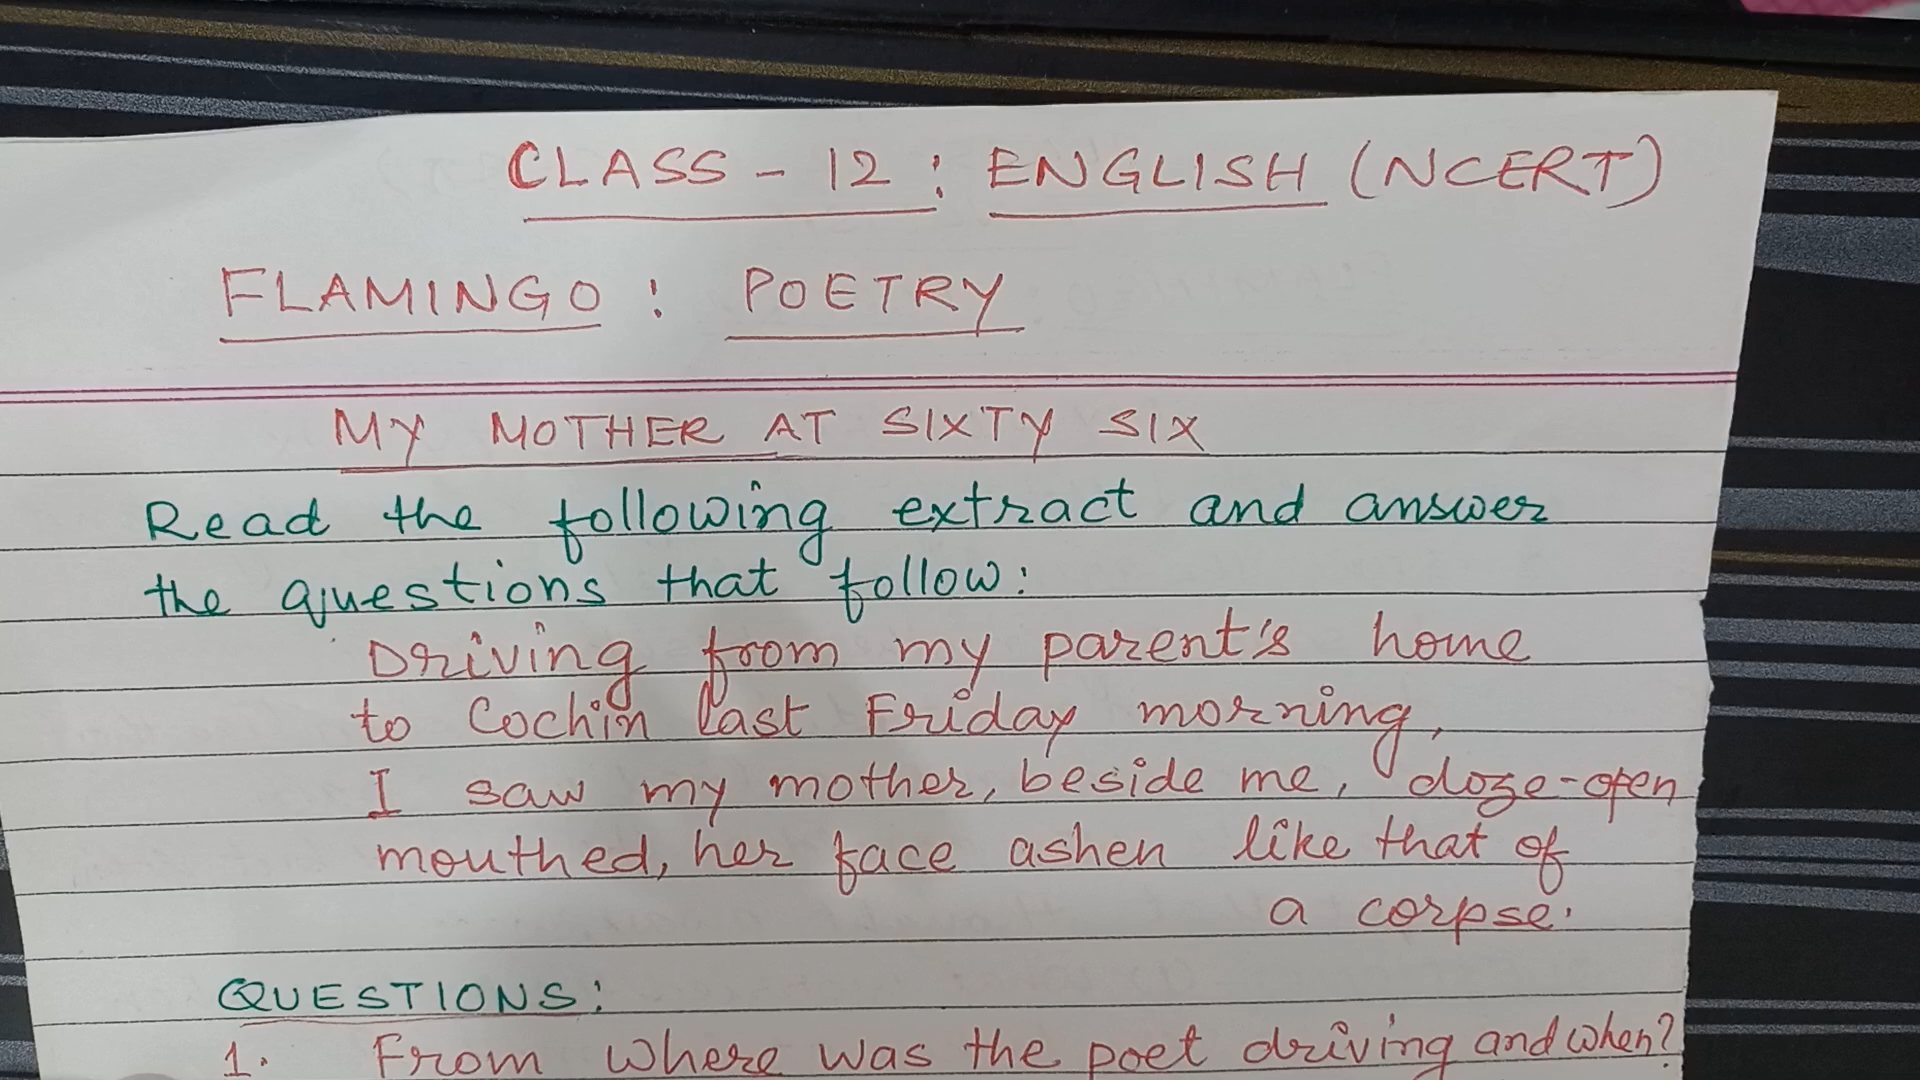 CLASS - 12 : ENGLISH (NCERT)
FLAMINGO : POETRY
MY MOTHER AT SIXTY SIX
Read the following extract and answer
the questions that follow:
Driving from my parent's home
to Cochin last Friday morning,
I saw my mother, beside me, doze-open
mouthed, her face ashen like that of
a corpse.
QUESTIONS:
1. From where was the poet driving and when?